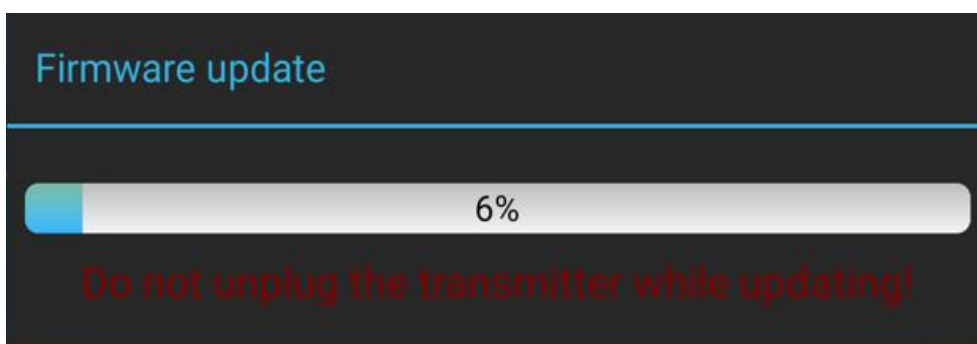 Firmware update
6%
Do not unplug the transmitter while updating!